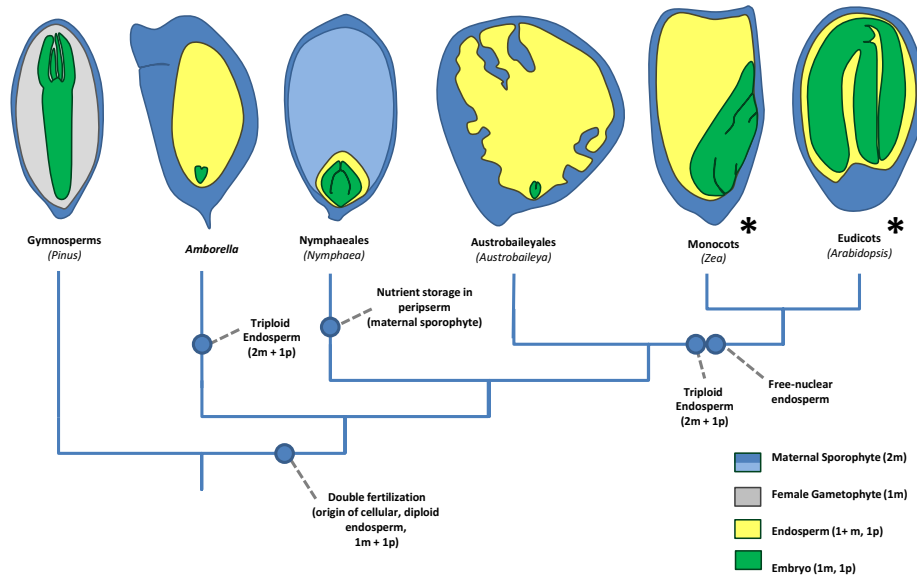 Gymnosperms
(Pinus)
Amborella
Nymphaeales
(Nymphaea)
Austrobaileyales
(Austrobaileya)
Monocots
(Zea)
*
Eudicots
(Arabidopsis)
*
Triploid
Endosperm
(2m + 1p)
Nutrient storage in
peripserm
(maternal sporophyte)
Triploid
Endosperm
(2m + 1p)
Free-nuclear
endosperm
Double fertilization
(origin of cellular, diploid
endosperm,
1m + 1p)
Maternal Sporophyte (2m)
Female Gametophyte (1m)
Endosperm (1+ m, 1p)
Embryo (1m, 1p)